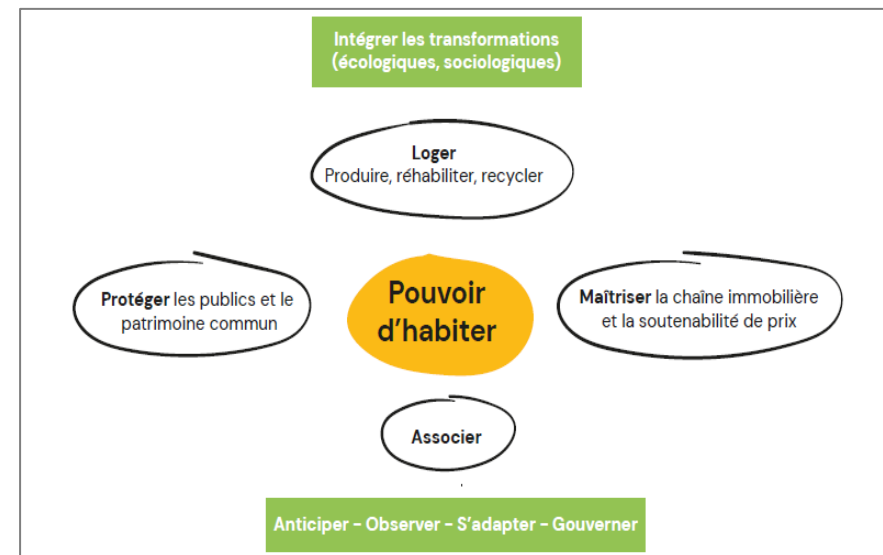 Intégrer les transformations
(écologiques, sociologiques)
Loger
Produire, réhabiliter, recycler
Protéger les publics et le
patrimoine commun
Pouvoir
d'habiter
Maîtriser la chaîne immobilière
et la soutenabilité de prix
Associer
Anticiper – Observer – S'adapter – Gouverner